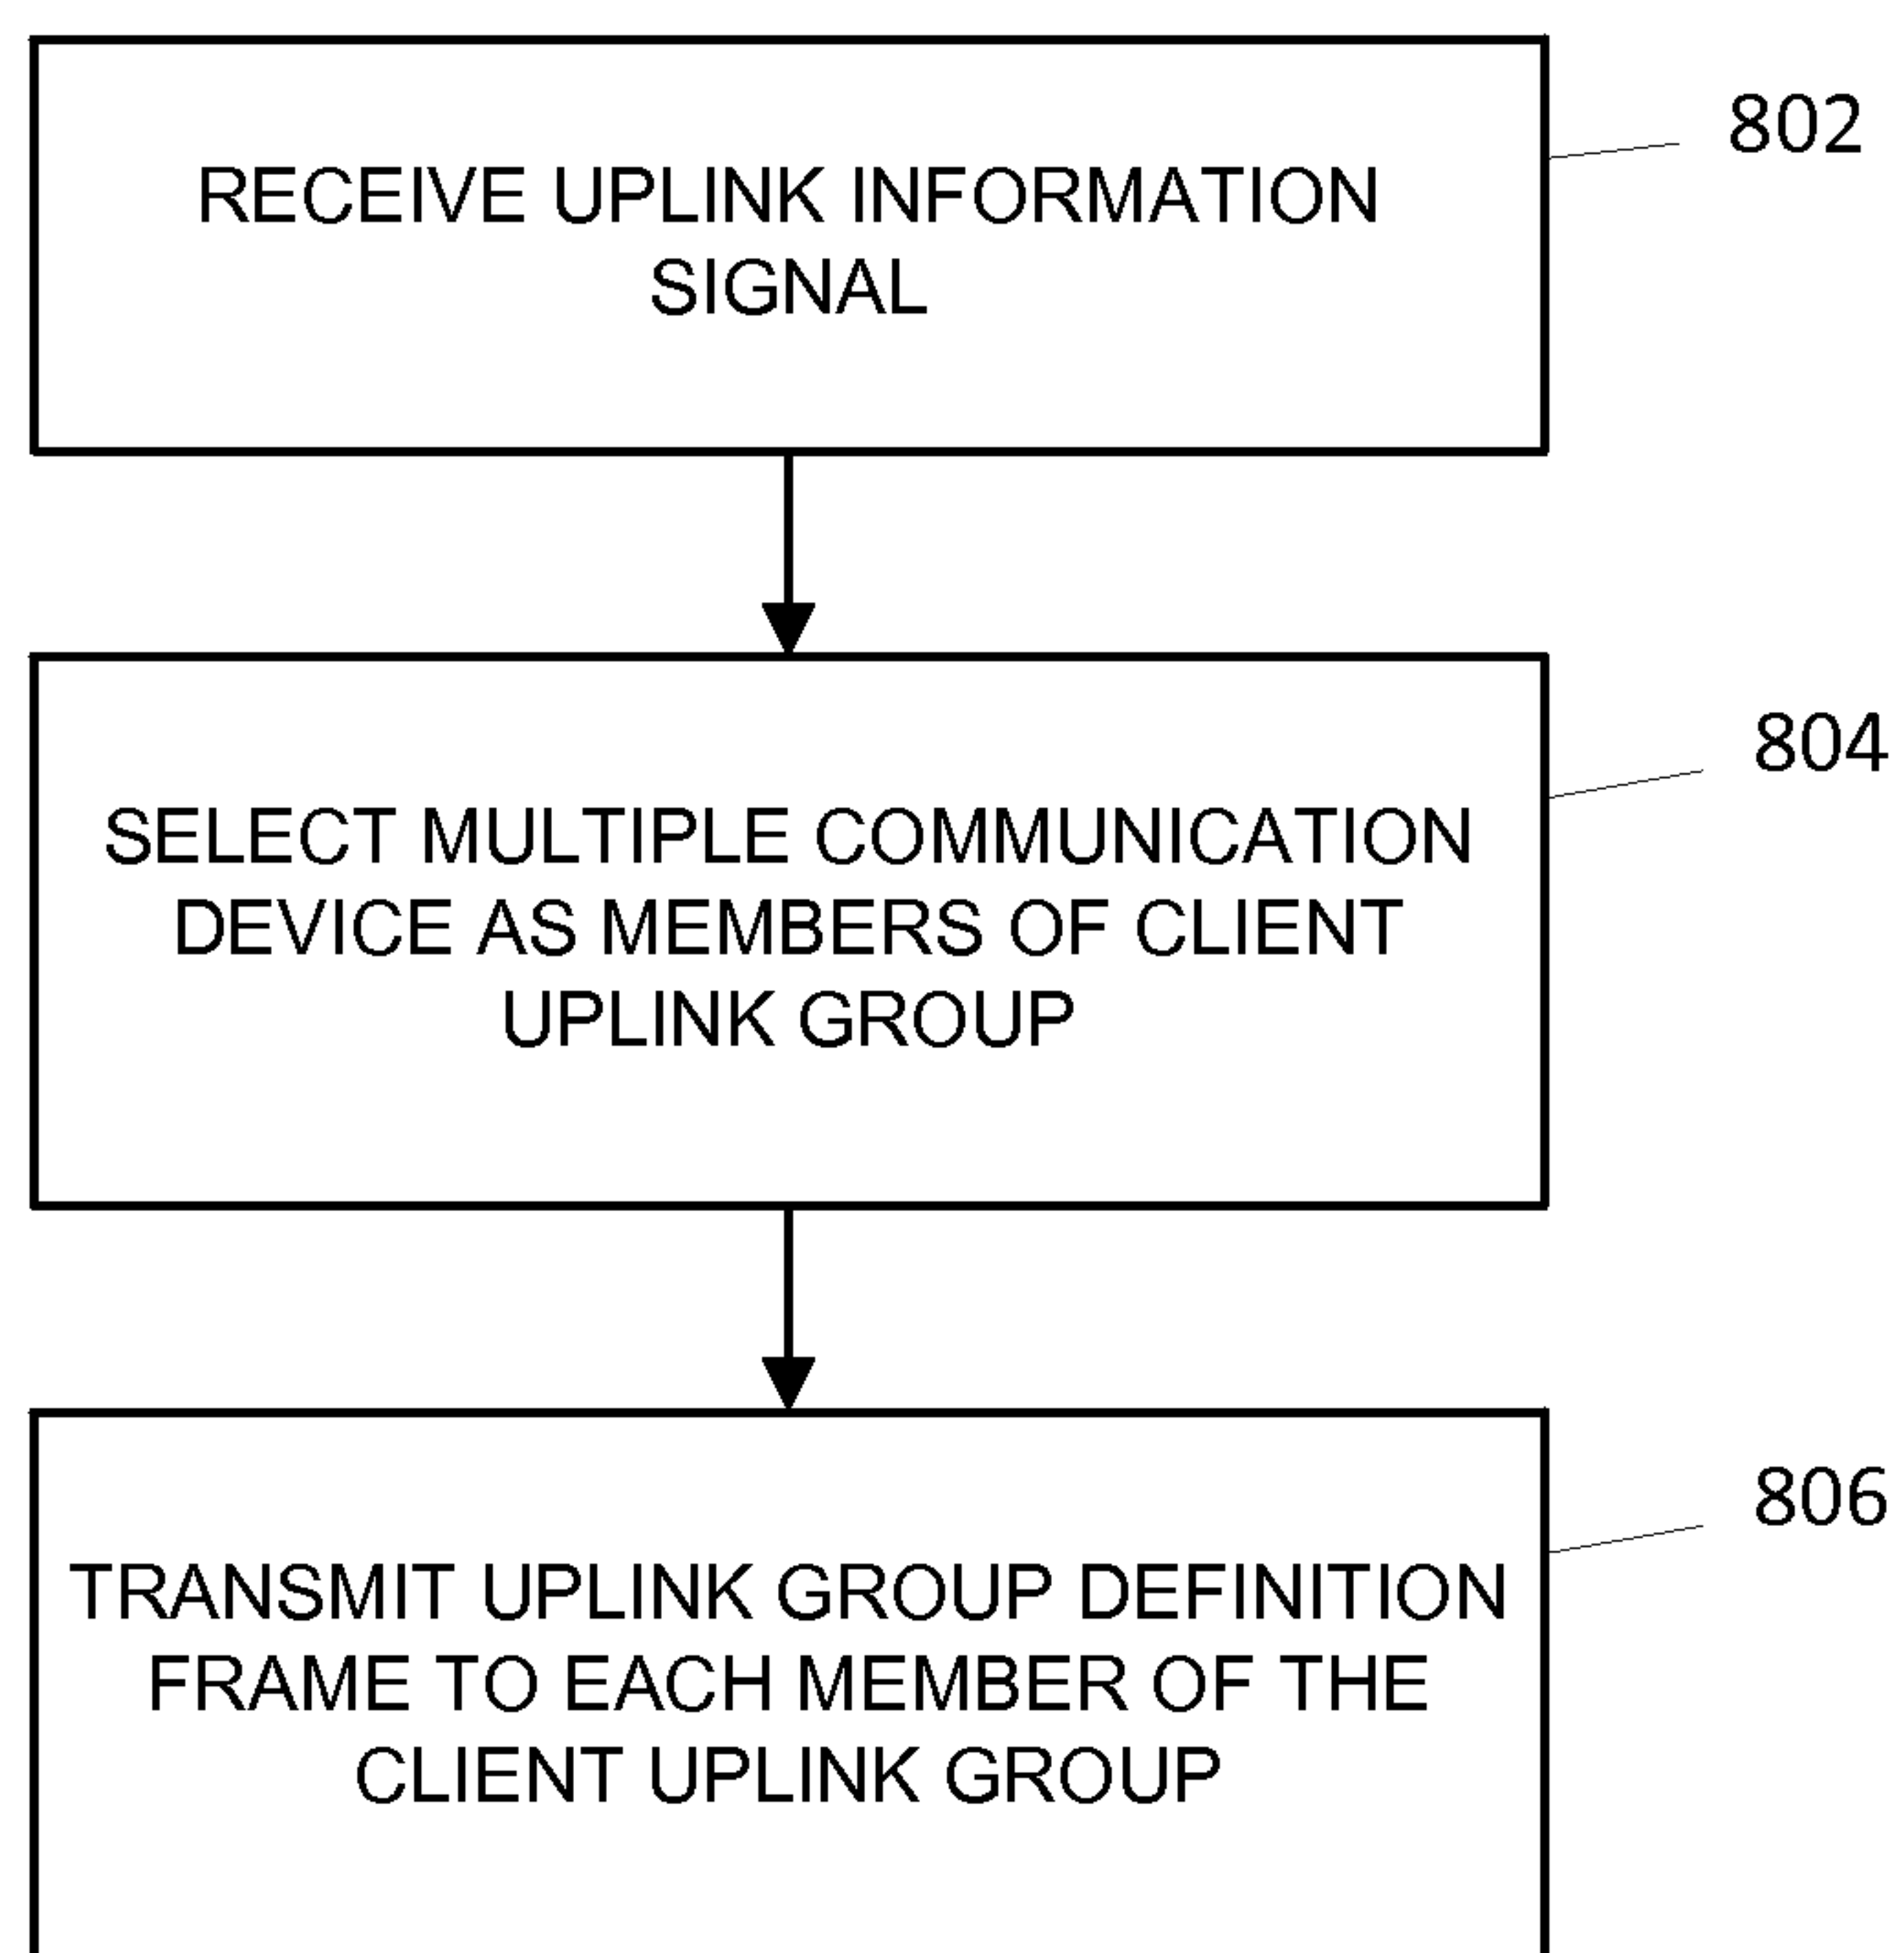 RECEIVE UPLINK INFORMATION
SIGNAL
802
SELECT MULTIPLE COMMUNICATION
DEVICE AS MEMBERS OF CLIENT
UPLINK GROUP
804
TRANSMIT UPLINK GROUP DEFINITION
FRAME TO EACH MEMBER OF THE
CLIENT UPLINK GROUP
806